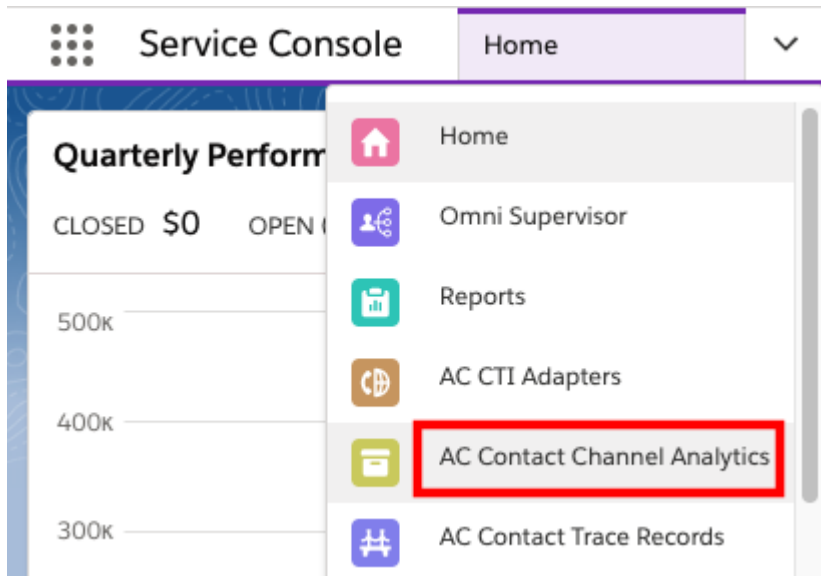 Service Console
Home
Quarterly Perform
CLOSED $0 OPEN (
500K
400K
300K
Home
Omni Supervisor
Reports
AC CTI Adapters
AC Contact Channel Analytics
AC Contact Trace Records